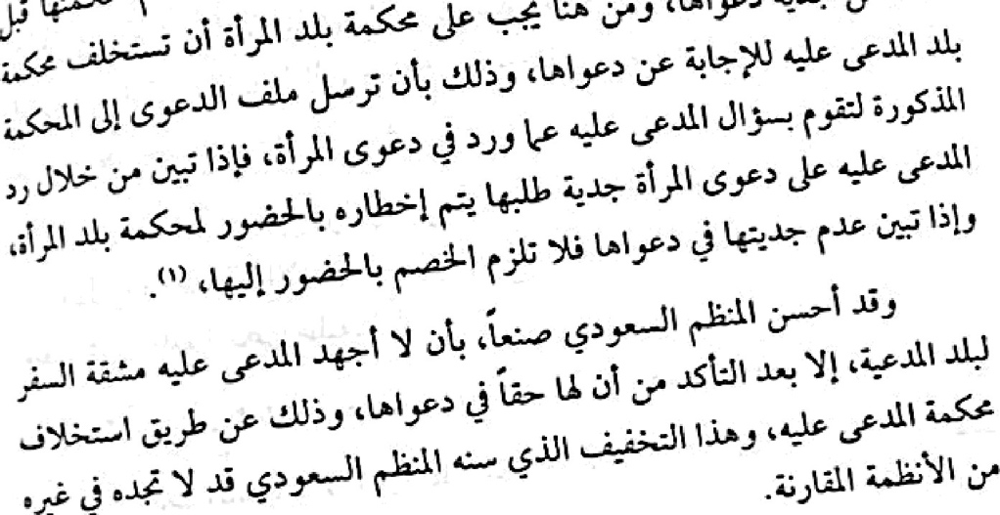 جدية دعواها، ومن هنا يجب على محكمة بلد المرأة أن تستخلف محكمة
بلد المدعى عليه للإجابة عن دعواها، وذلك بأن ترسل ملف الدعوى إلى المحكمة
المذكورة لتقوم بسؤال المدعى عليه عما ورد في دعوى المرأة، فإذا تبين من خلال رد
المدعى عليه على دعوى المرأة جدية طلبها يتم إخطاره بالحضور لمحكمة بلد المرأة،
وإذا تبين عدم جديتها في دعواها فلا تلزم الخصم بالحضور إليها، (١).
وقد أحسن المنظم السعودي صنعاً، بأن لا أجهد المدعى عليه مشقة السفر
لبلد المدعية، إلا بعد التأكد من أن لها حقاً في دعواها، وذلك عن طريق استخلاف
محكمة المدعى عليه، وهذا التخفيف الذي سنه المنظم السعودي قد لا تجده في غيره
من الأنظمة المقارنة.